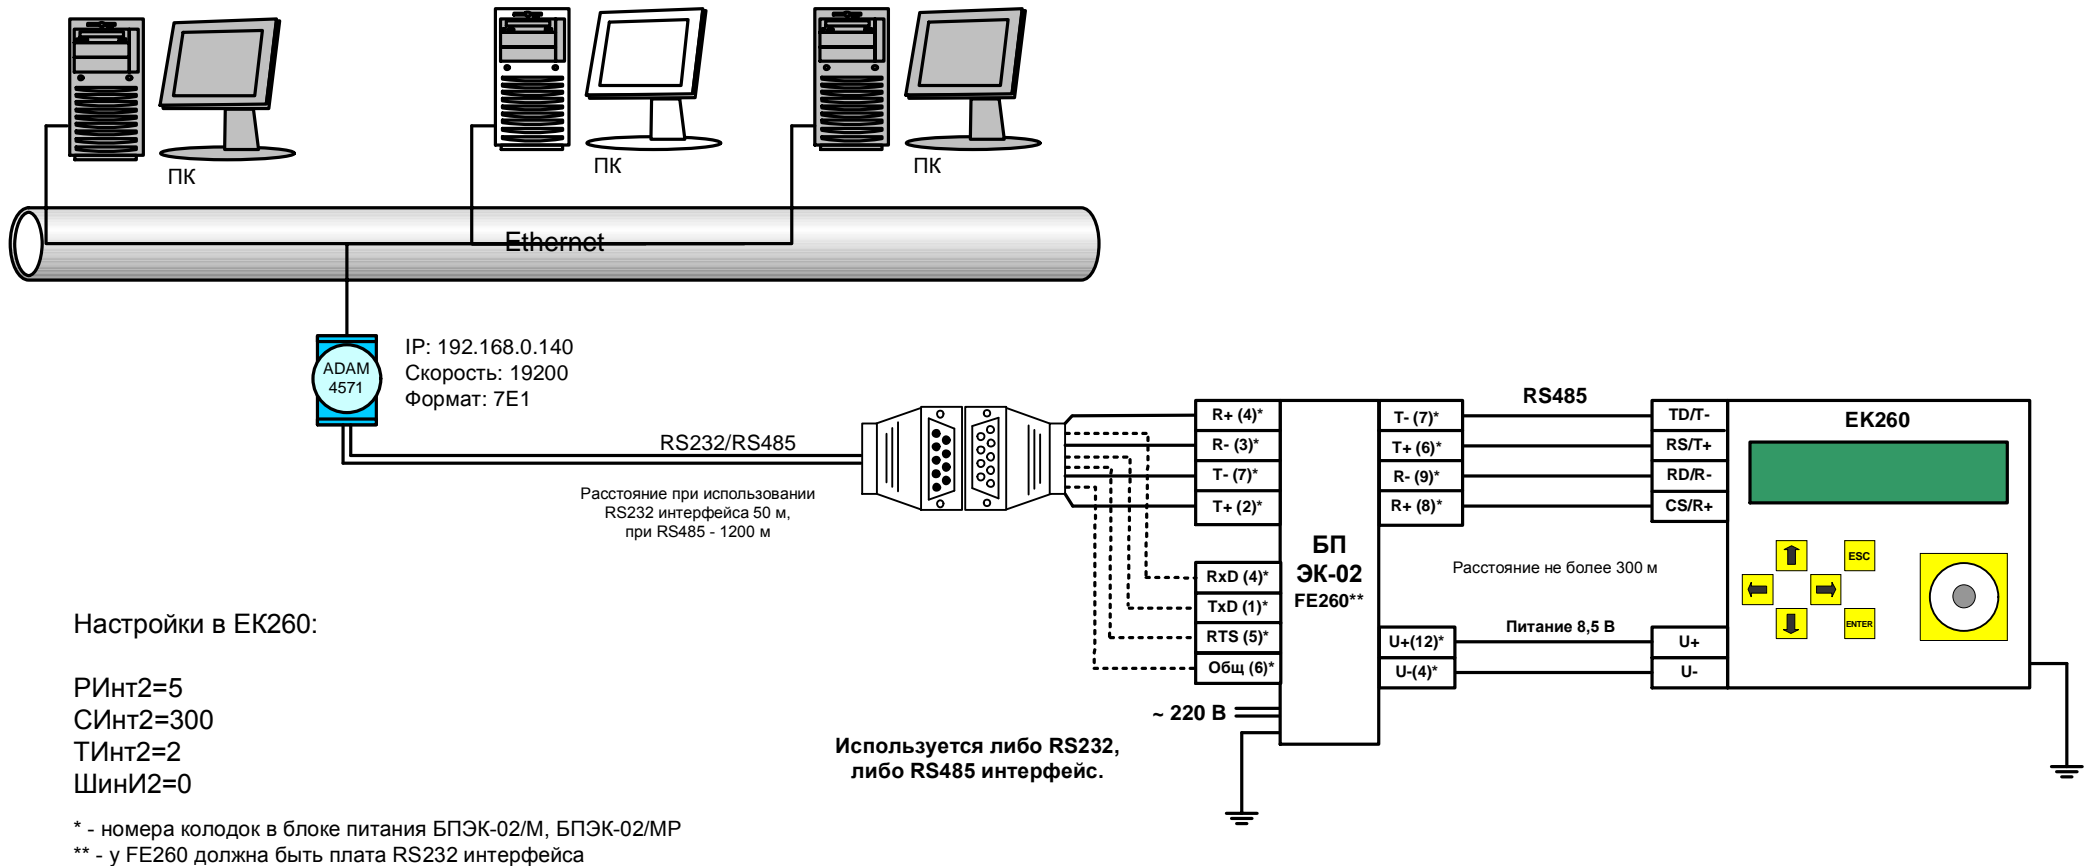 ПК
ПК
ПК
Ethernet
ADAM
4571
IP: 192.168.0.140
Скорость: 19200
Формат: 7E1
RS232/RS485
Расстояние при использовании
RS232 интерфейса 50 м,
при RS485 - 1200 м
R+ (4)*
R- (3)*
T- (7)*
T+ (2)*
RxD (4)*
TxD (1)*
RTS (5)*
Общ (6)*
~ 220 В
БП
ЭК-02
FE260**
T- (7)*
T+ (6)*
R- (9)*
R+ (8)*
U+(12)*
U-(4)*
RS485
Расстояние не более 300 м
Питание 8,5 В
TD/T-
RS/T+
RD/R-
CS/R+
U+
U-
EK260
ESC
ENTER
Используется либо RS232,
либо RS485 интерфейс.
Настройки в EK260:
РИнт2=5
СИнт2=300
ТИнт2=2
ШинИ2=0
* - номера колодок в блоке питания БПЭК-02/М, БПЭК-02/МР
** - у FE260 должна быть плата RS232 интерфейса